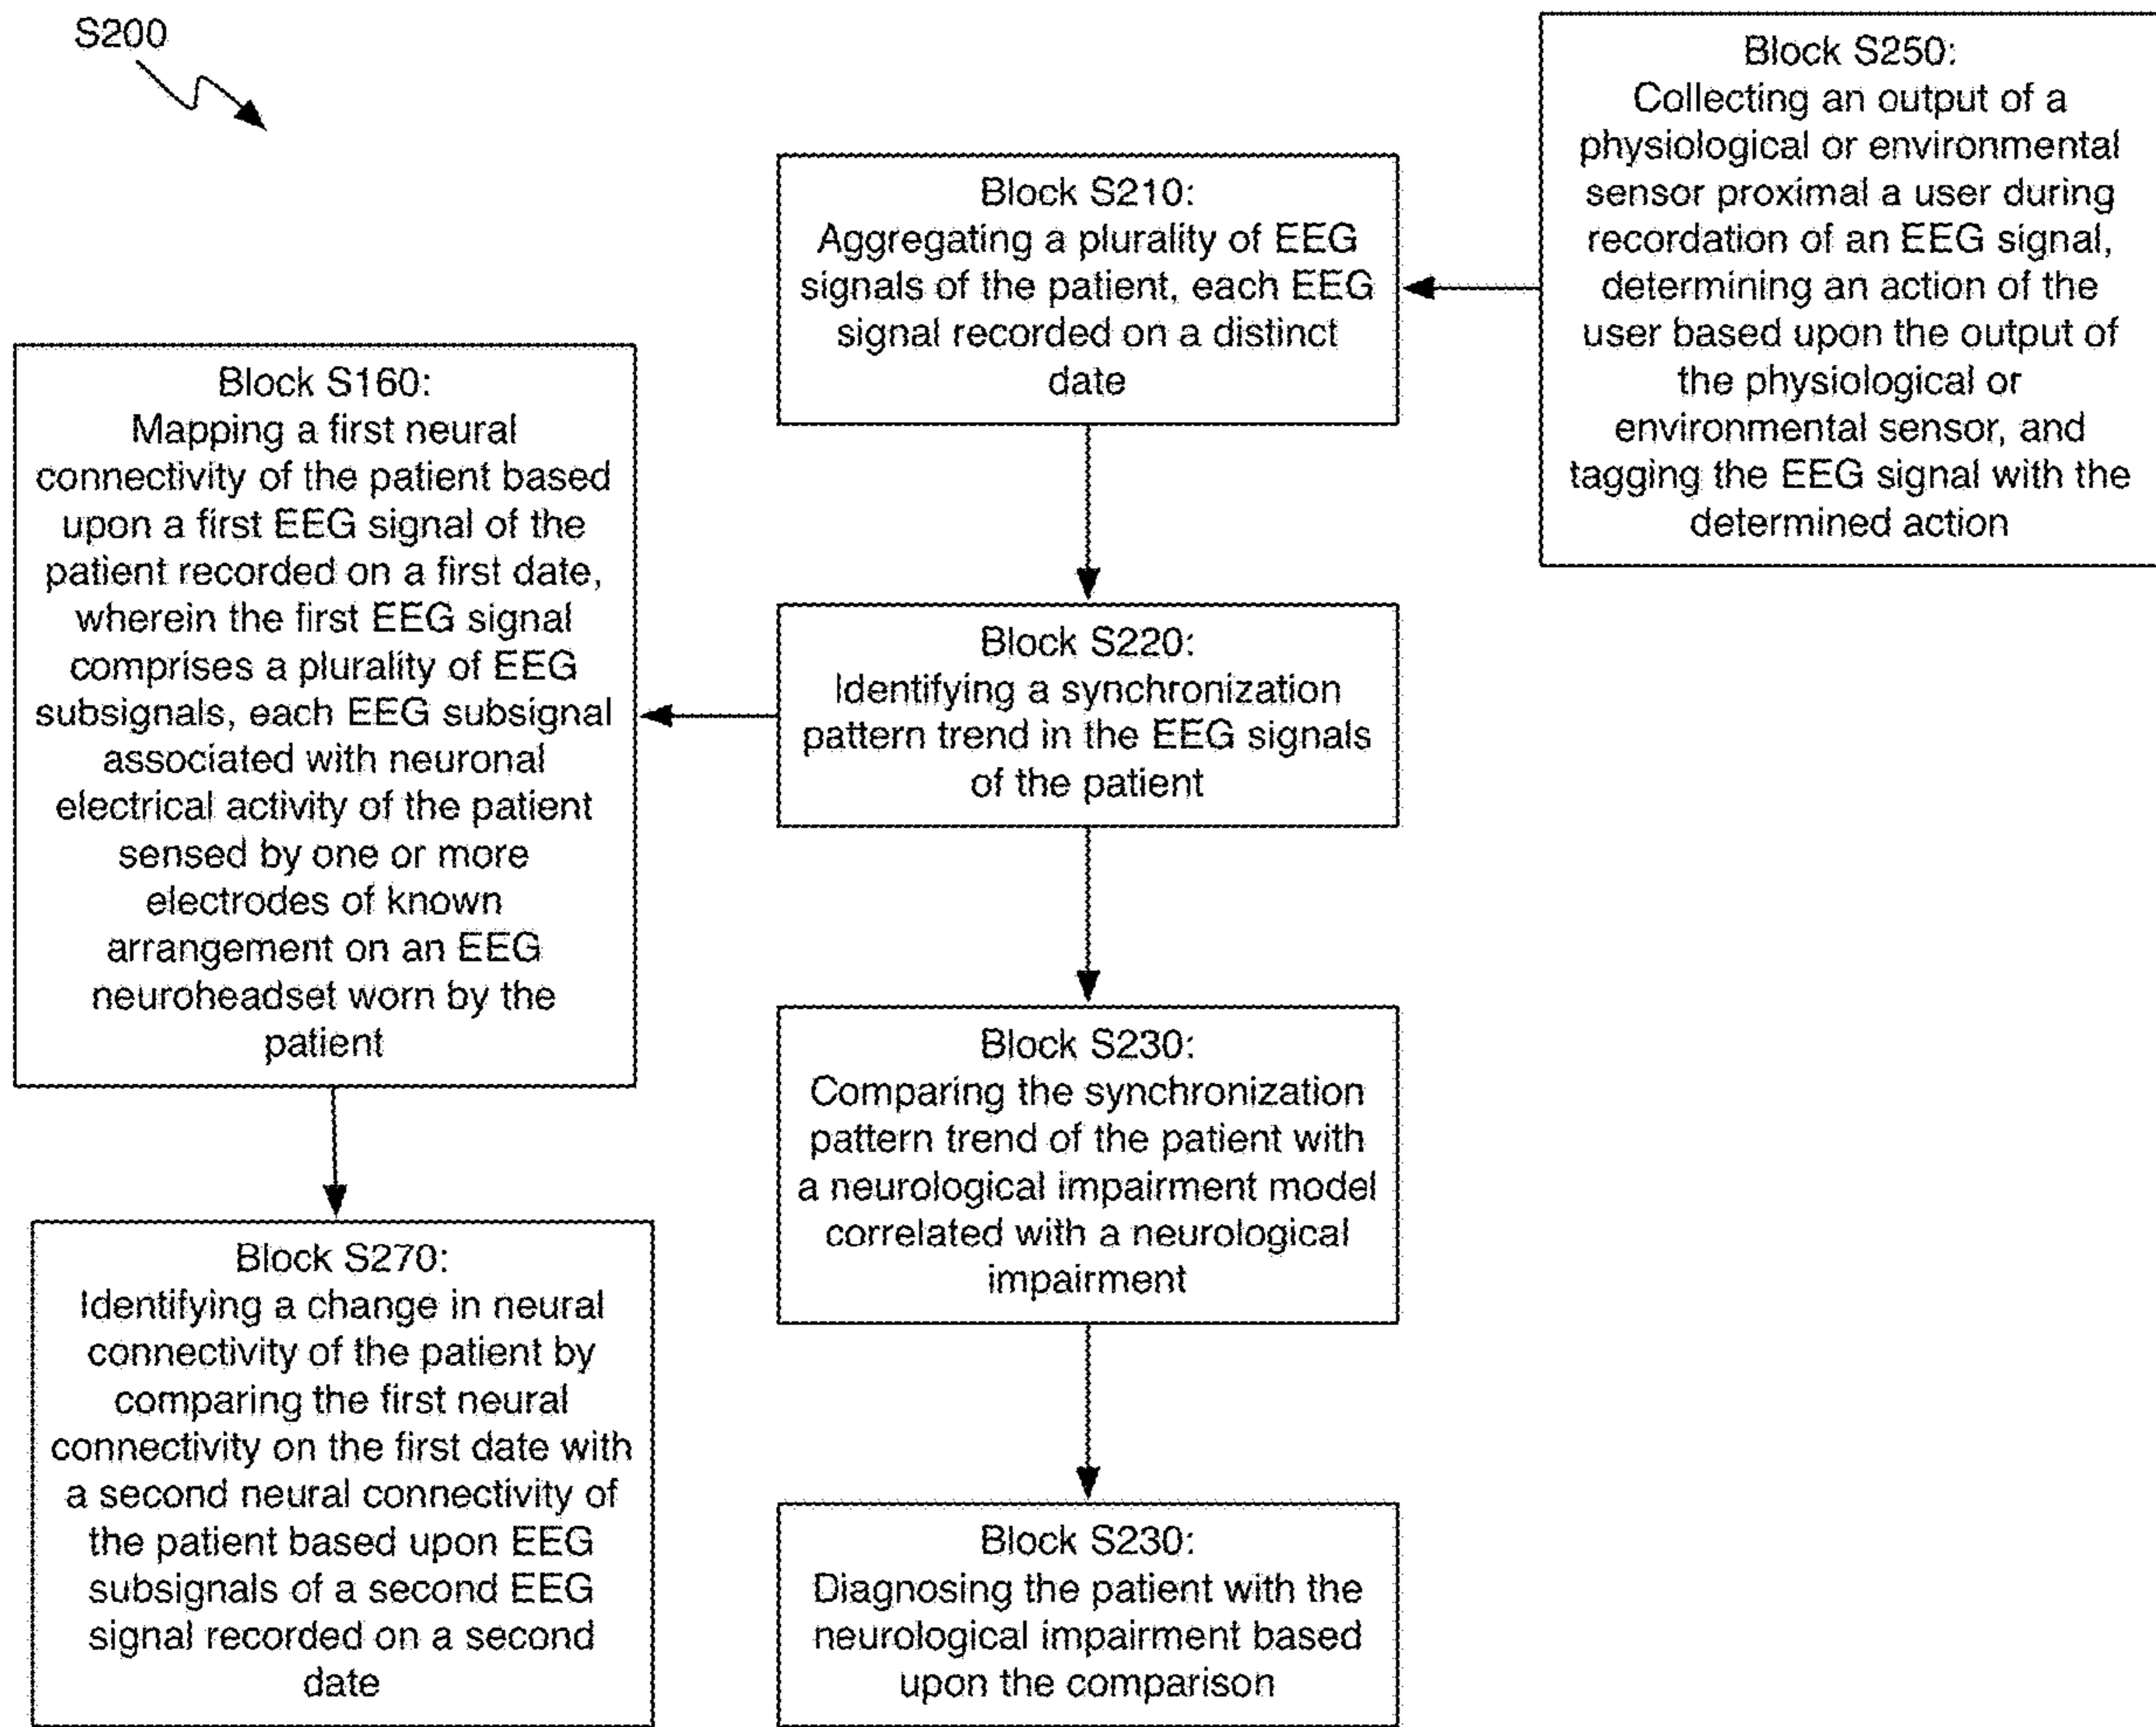 S200
Block S250:
Collecting an output of a
physiological or environmental
sensor proximal a user during
recordation of an EEG signal,
determining an action of the
user based upon the output of
the physiological or
environmental sensor, and
tagging the EEG signal with the
determined action
Block S210:
Aggregating a plurality of EEG
signals of the patient, each EEG
signal recorded on a distinct
date
Block S220:
Identifying a synchronization
pattern trend in the EEG signals
of the patient
Block S160:
Mapping a first neural
connectivity of the patient based
upon a first EEG signal of the
patient recorded on a first date,
wherein the first EEG signal
comprises a plurality of EEG
subsignals, each EEG subsignal
associated with neuronal
electrical activity of the patient
sensed by one or more
electrodes of known
arrangement on an EEG
neuroheadset worn by the
patient
Block S270:
Identifying a change in neural
connectivity of the patient by
comparing the first neural
connectivity on the first date with
a second neural connectivity of
the patient based upon EEG
subsignals of a second EEG
signal recorded on a second
date
Block S230:
Comparing the synchronization
pattern trend of the patient with
a neurological impairment model
correlated with a neurological
impairment
Block S230:
Diagnosing the patient with the
neurological impairment based
upon the comparison